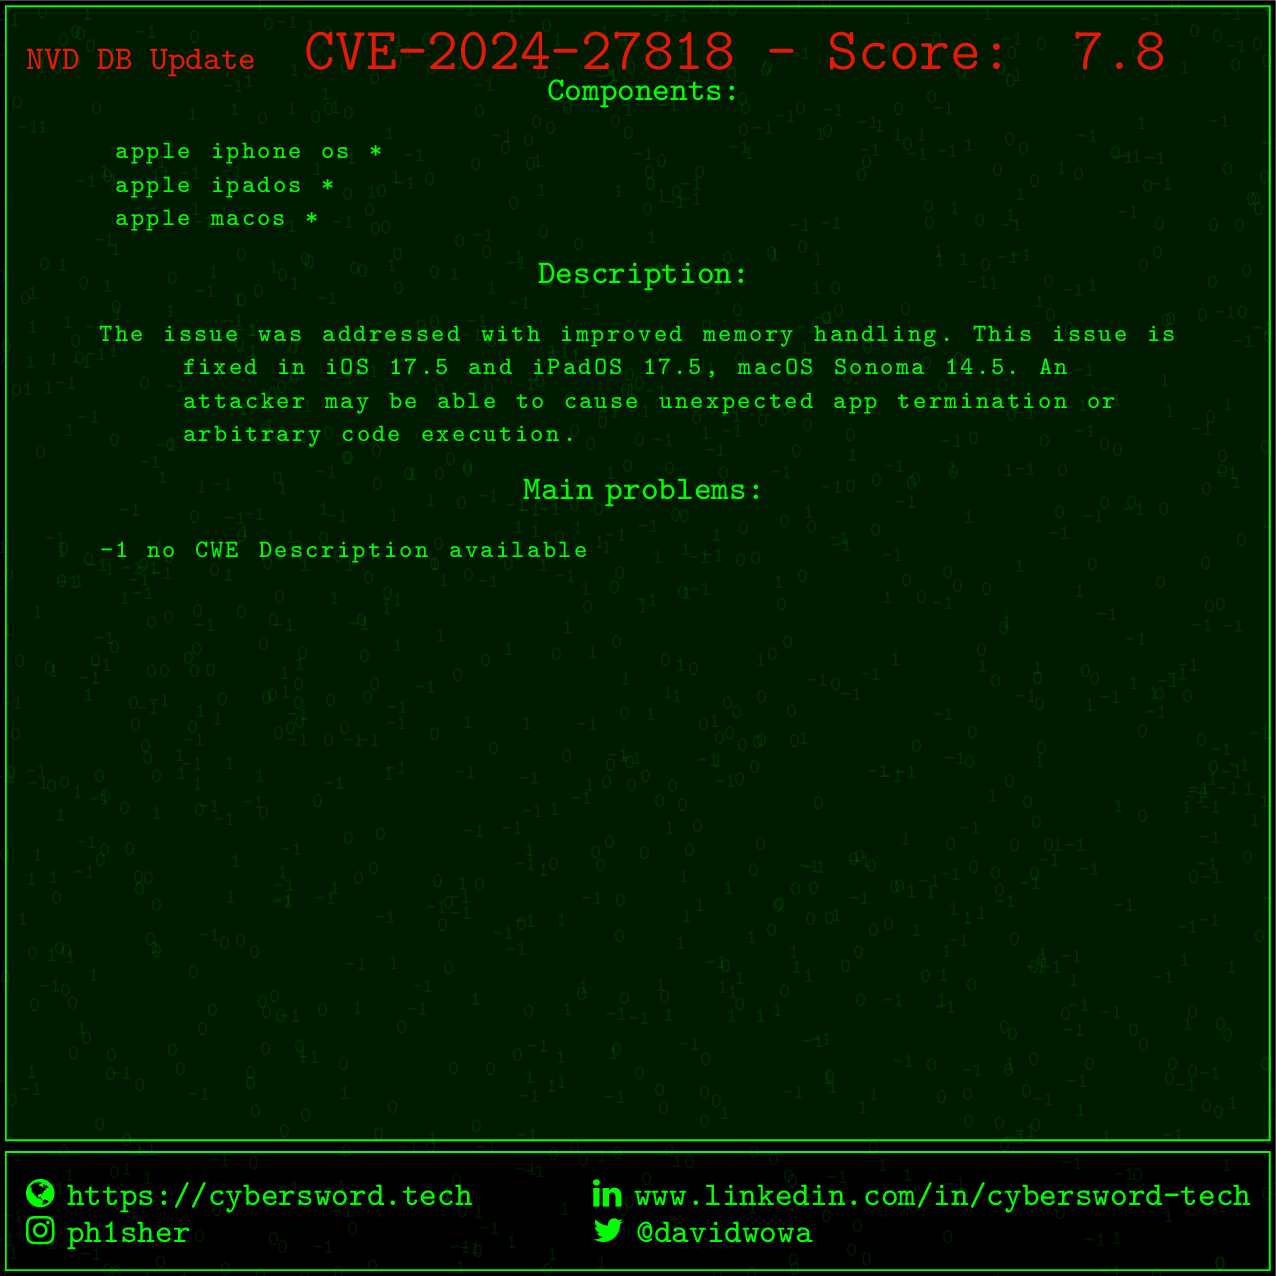 NVD DB Update CVE-2024-27818 - Score: 7.8
Components:
apple iphone os *
apple ipados *
apple macos *
Description:
The issue was addressed with improved memory handling. This issue is
fixed in iOS 17.5 and iPadOS 17.5, macOS Sonoma 14.5. An
attacker may be able to cause unexpected app termination or
arbitrary code execution.
Main problems:
-1 no CWE Description available
https://cybersword.tech www.linkedin.com/in/cybersword-tech
ph1sher @davidwowa